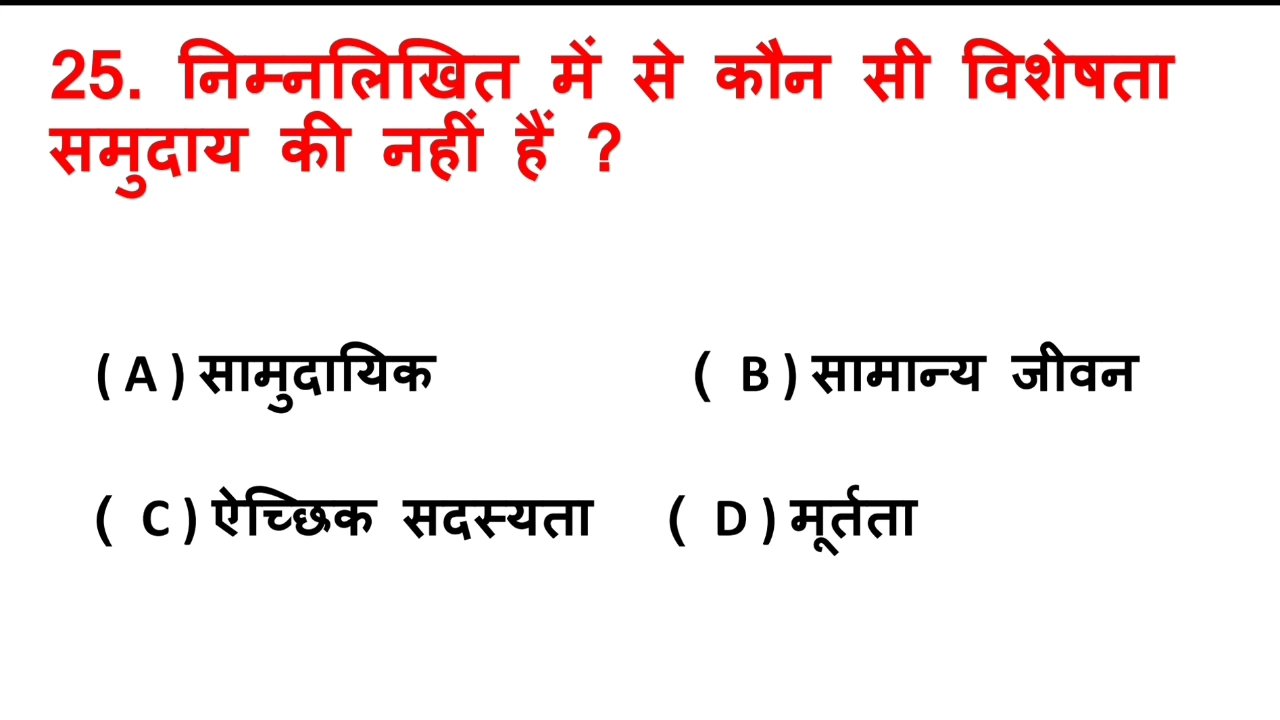 25. निम्नलिखित में से कौन सी विशेषता
समुदाय की नहीं हैं ?
(A)सामुदायिक ( B)सामान्य जीवन
( C)ऐच्छिक सदस्यता ( D)मूर्तता